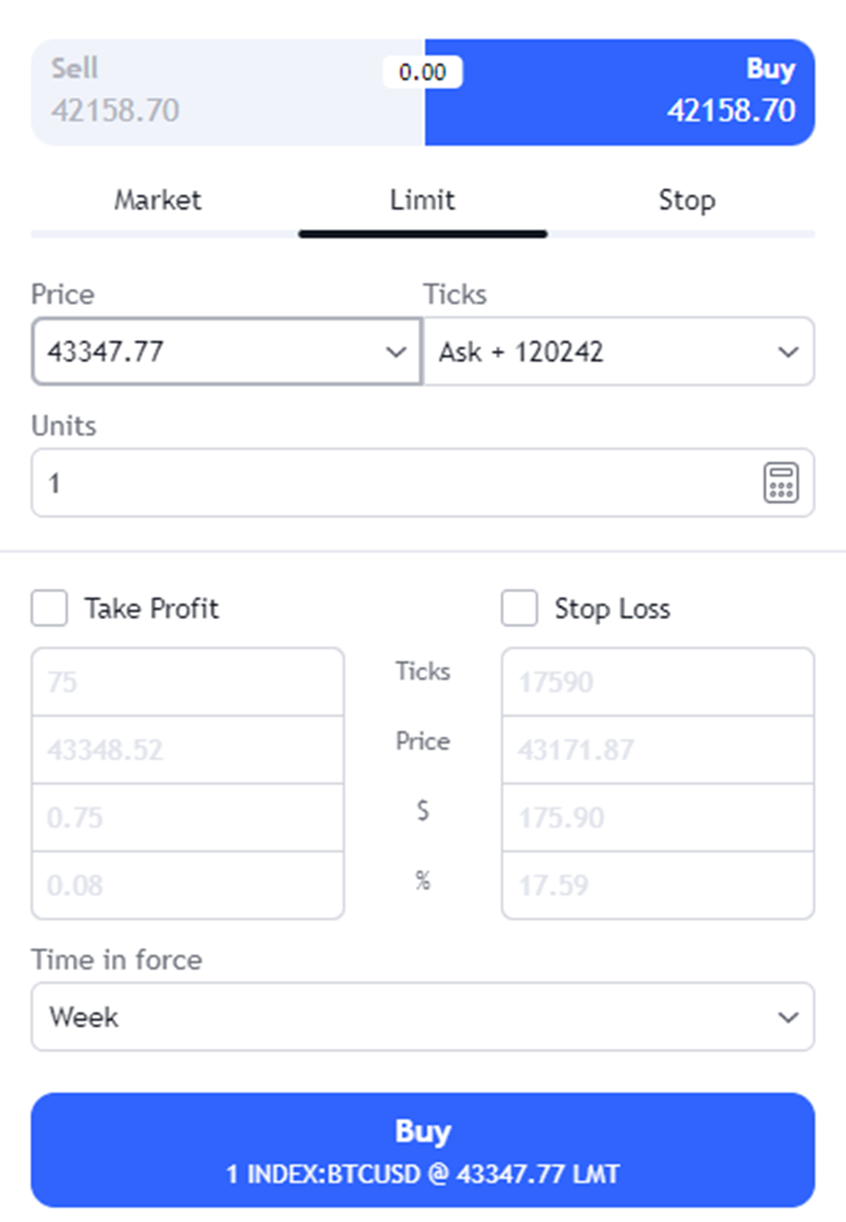 Sell
0.00
Buy
42158.70
42158.70
Market Limit Stop
Price Ticks
43347.77 Ask + 120242
Units
1
Take Profit Stop Loss
75 Ticks 17590
43348.52 Price 43171.87
0.75 $ 175.90
0.08 % 17.59
Time in force
Week
Buy
1 INDEX:BTCUSD @ 43347.77 LMT